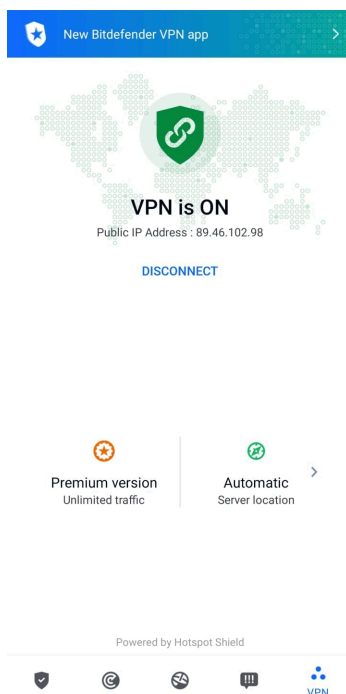 New Bitdefender VPN app
VPN is ON
Public IP Address : 89.46.102.98
DISCONNECT
Premium version
Unlimited traffic
Automatic
Server location
Powered by Hotspot Shield
VPN